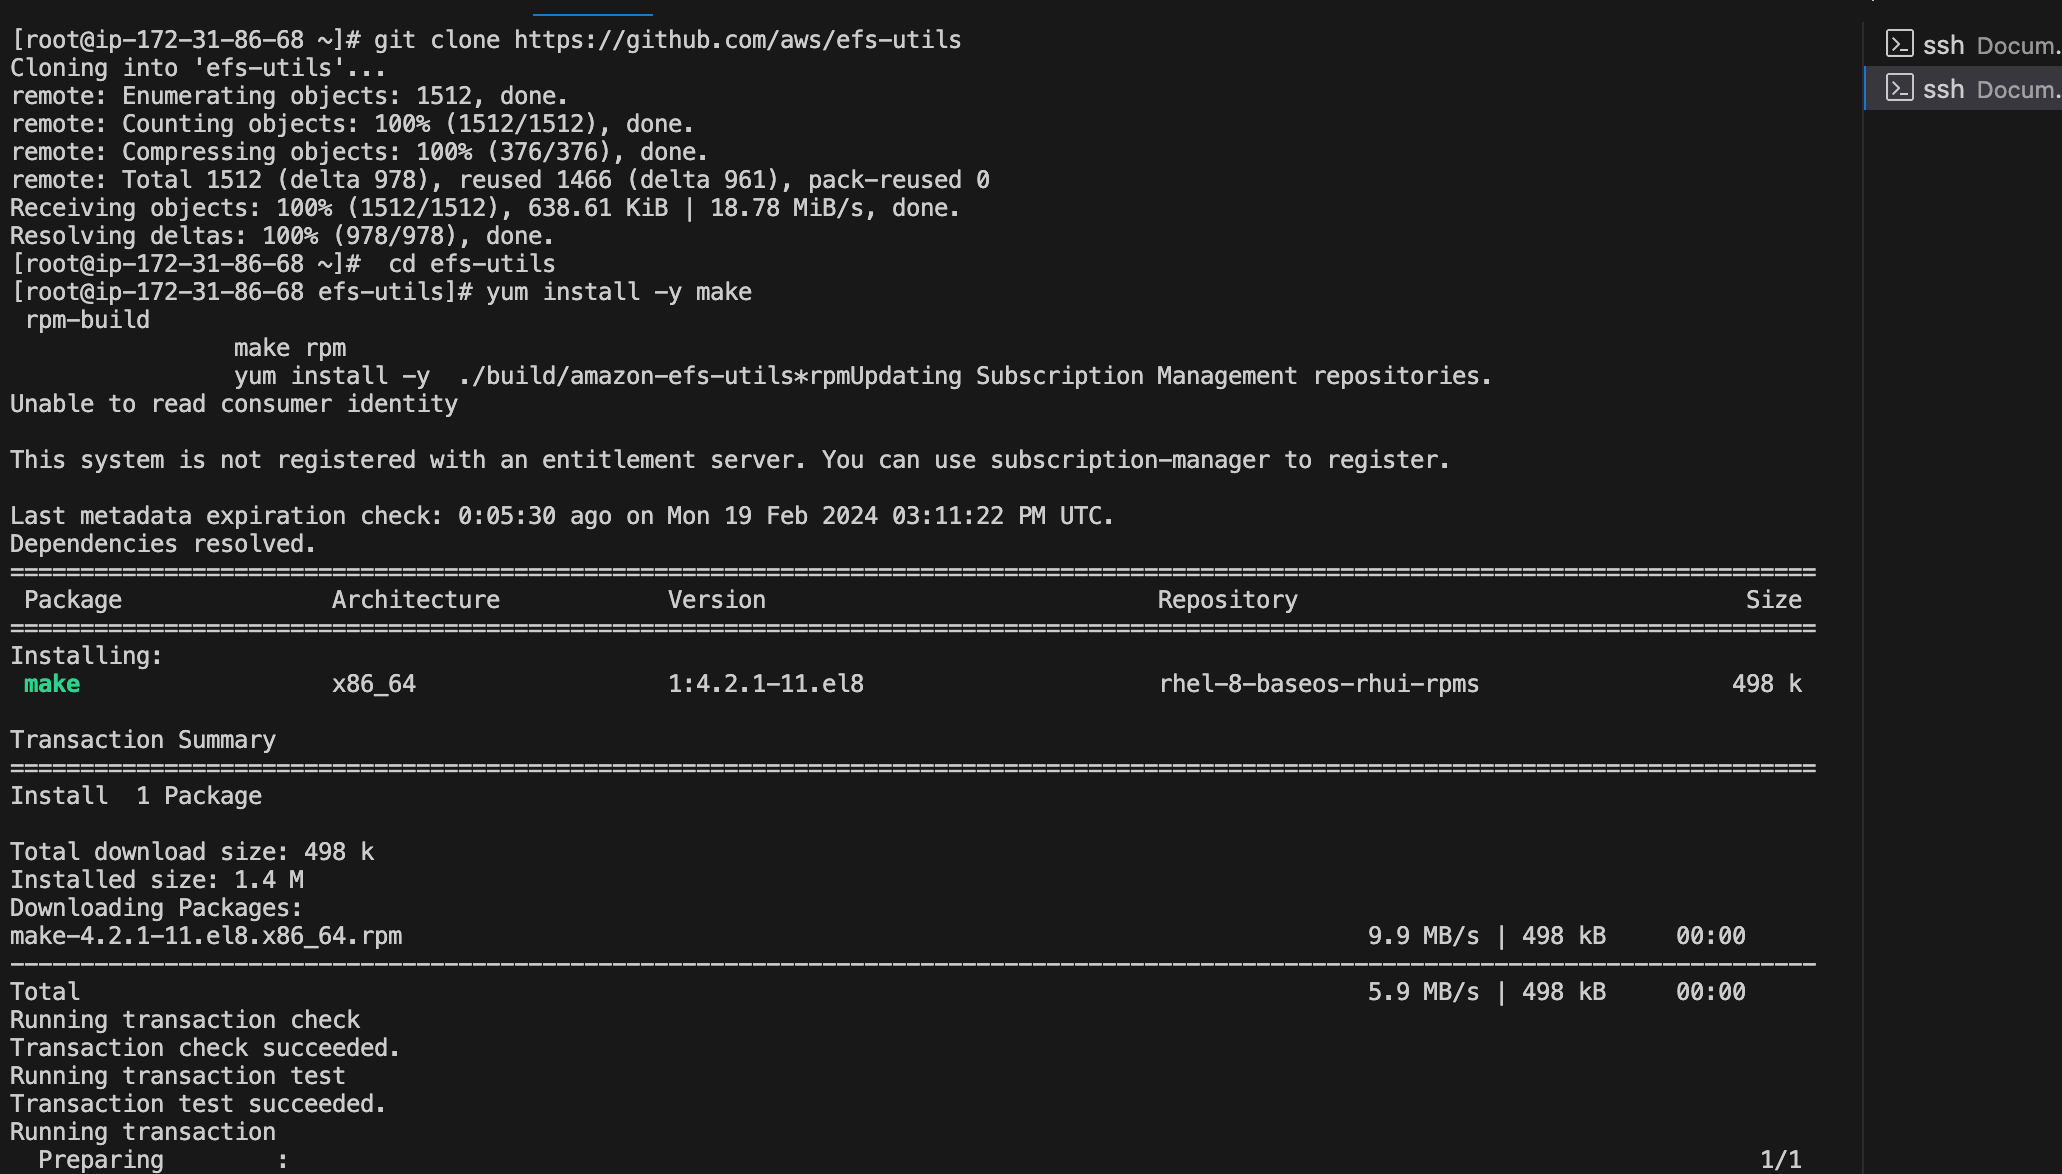 [root@ip-172-31-86-68 ~]# git clone https://github.com/aws/efs-utils
Cloning into 'efs-utils'...
remote: Enumerating objects: 1512, done.
remote: Counting objects: 100% (1512/1512), done.
remote: Compressing objects: 100% (376/376), done.
remote: Total 1512 (delta 978), reused 1466 (delta 961), pack-reused 0
Receiving objects: 100% (1512/1512), 638.61 KiB | 18.78 MiB/s, done.
Resolving deltas: 100% (978/978), done.
[root@ip-172-31-86-68 ~]#  cd efs-utils
[root@ip-172-31-86-68 efs-utils]# yum install -y make
 rpm-build
                make rpm
                yum install -y  ./build/amazon-efs-utils*rpmUpdating Subscription Management repositories.
Unable to read consumer identity
This system is not registered with an entitlement server. You can use subscription-manager to register.
Last metadata expiration check: 0:05:30 ago on Mon 19 Feb 2024 03:11:22 PM UTC.
Dependencies resolved.
Package Architecture Version Repository Size
Installing:
 make x86_64 1:4.2.1-11.el8 rhel-8-baseos-rhui-rpms 498 k
Transaction Summary
Install  1 Package
Total download size: 498 k
Installed size: 1.4 M
Downloading Packages:
make-4.2.1-11.el8.x86_64.rpm 9.9 MB/s | 498 kB 00:00
Total 5.9 MB/s | 498 kB 00:00
Running transaction check
Transaction check succeeded.
Running transaction test
Transaction test succeeded.
Running transaction
  Preparing        : 1/1
ssh Docum.
ssh Docum.